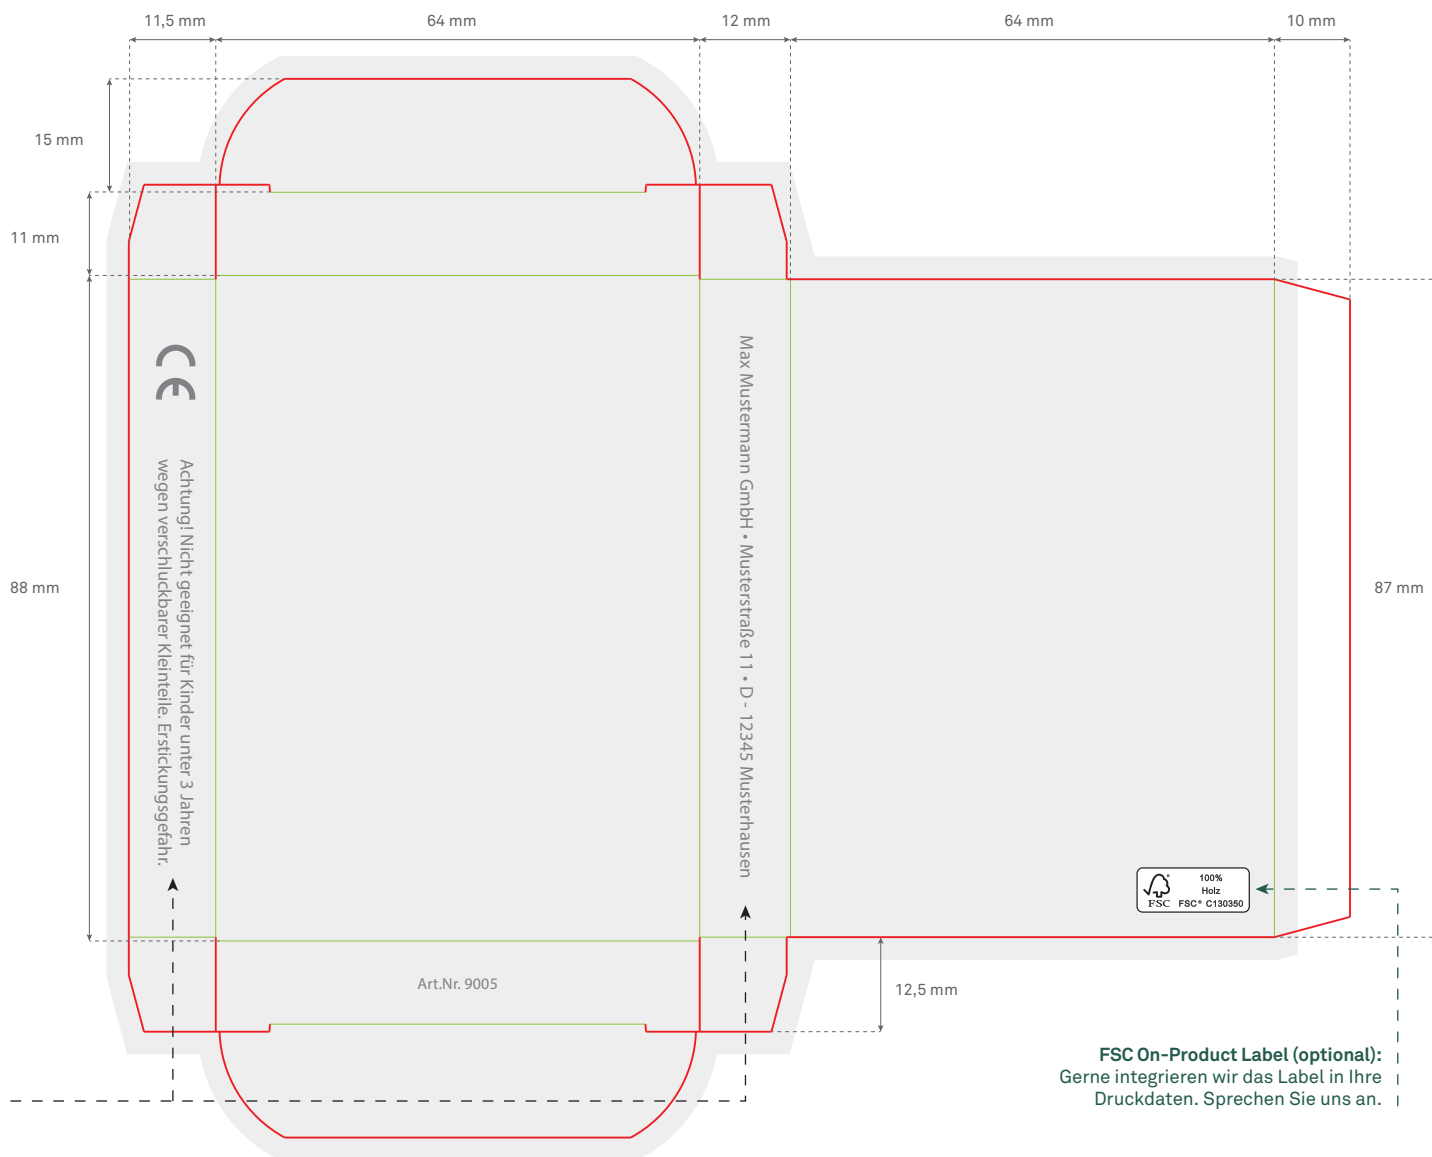 11,5 mm
64 mm
12 mm
64 mm
10 mm
15 mm
11 mm
88 mm
87 mm
12,5 mm
CE
Achtung! Nicht geeignet für Kinder unter 3 Jahren
wegen verschluckbarer Kleinteile. Erstickungsgefahr.
Max Mustermann GmbH • Musterstraße 11 • D - 12345 Musterhausen
100%
Holz
FSC® C130350
FSC
Art.Nr. 9005
FSC On-Product Label (optional):
Gerne integrieren wir das Label in Ihre
Druckdaten. Sprechen Sie uns an.